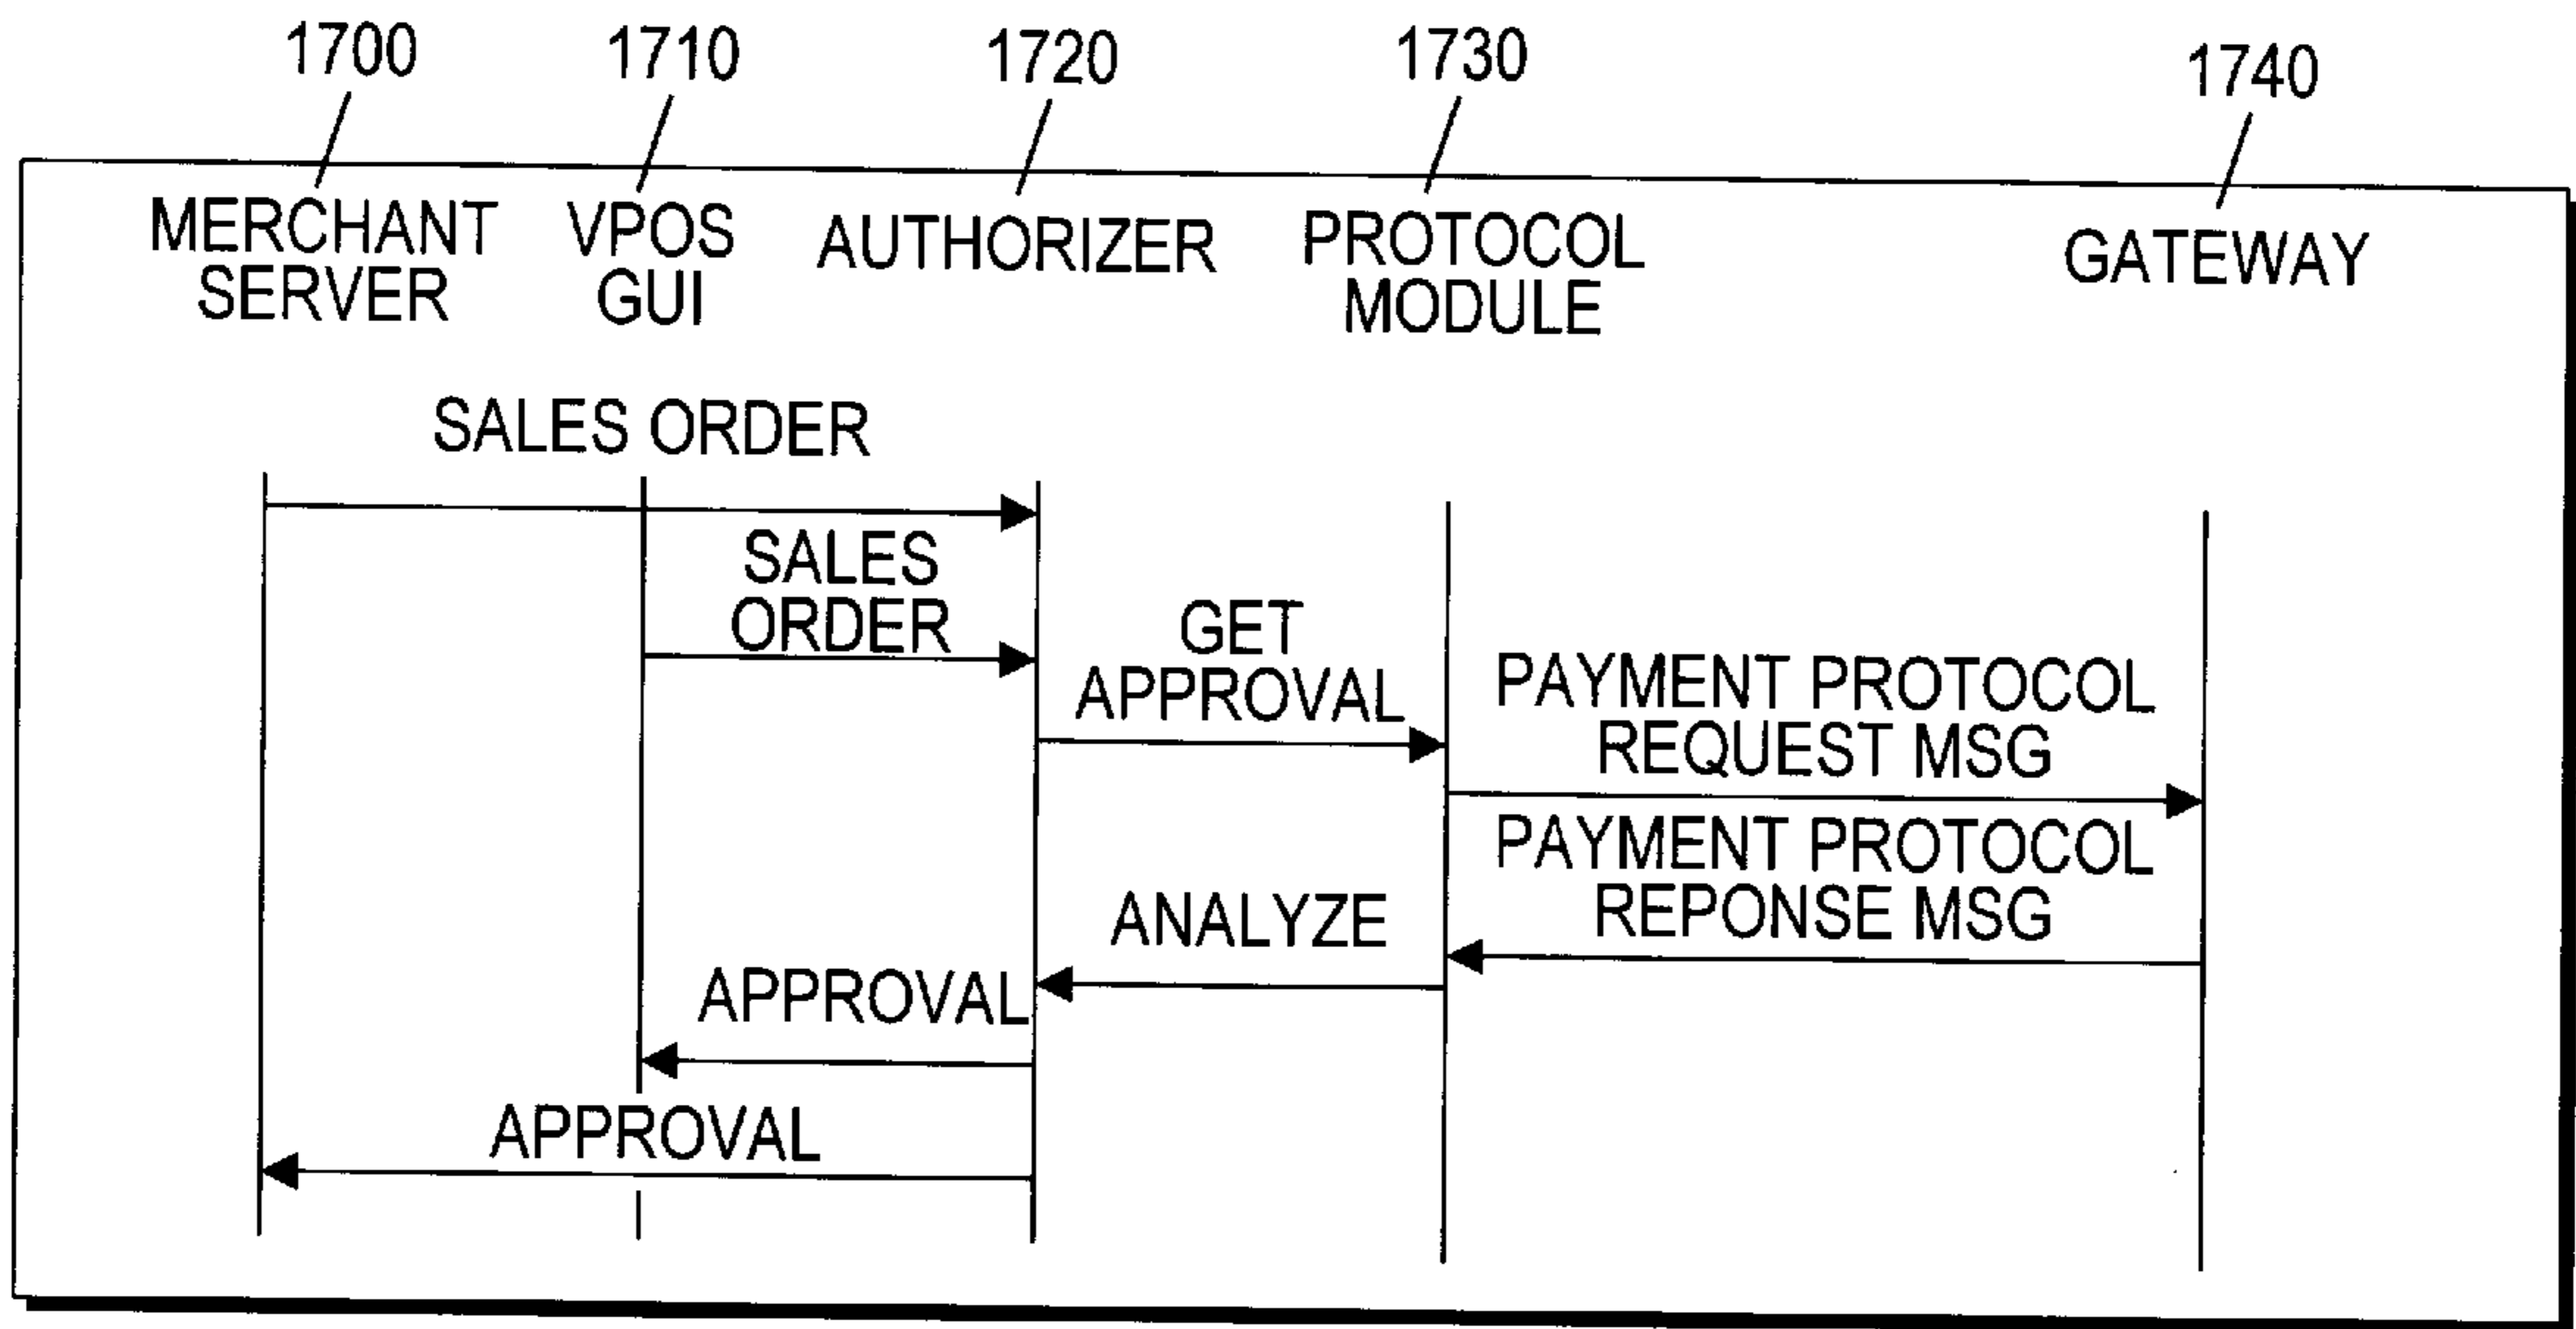 1700
1710
1720
1730
1740
MERCHANT
SERVER
VPOS
GUI
AUTHORIZER
PROTOCOL
MODULE
GATEWAY
SALES ORDER
SALES
ORDER
GET
APPROVAL
PAYMENT PROTOCOL
REQUEST MSG
PAYMENT PROTOCOL
REPONSE MSG
ANALYZE
APPROVAL
APPROVAL